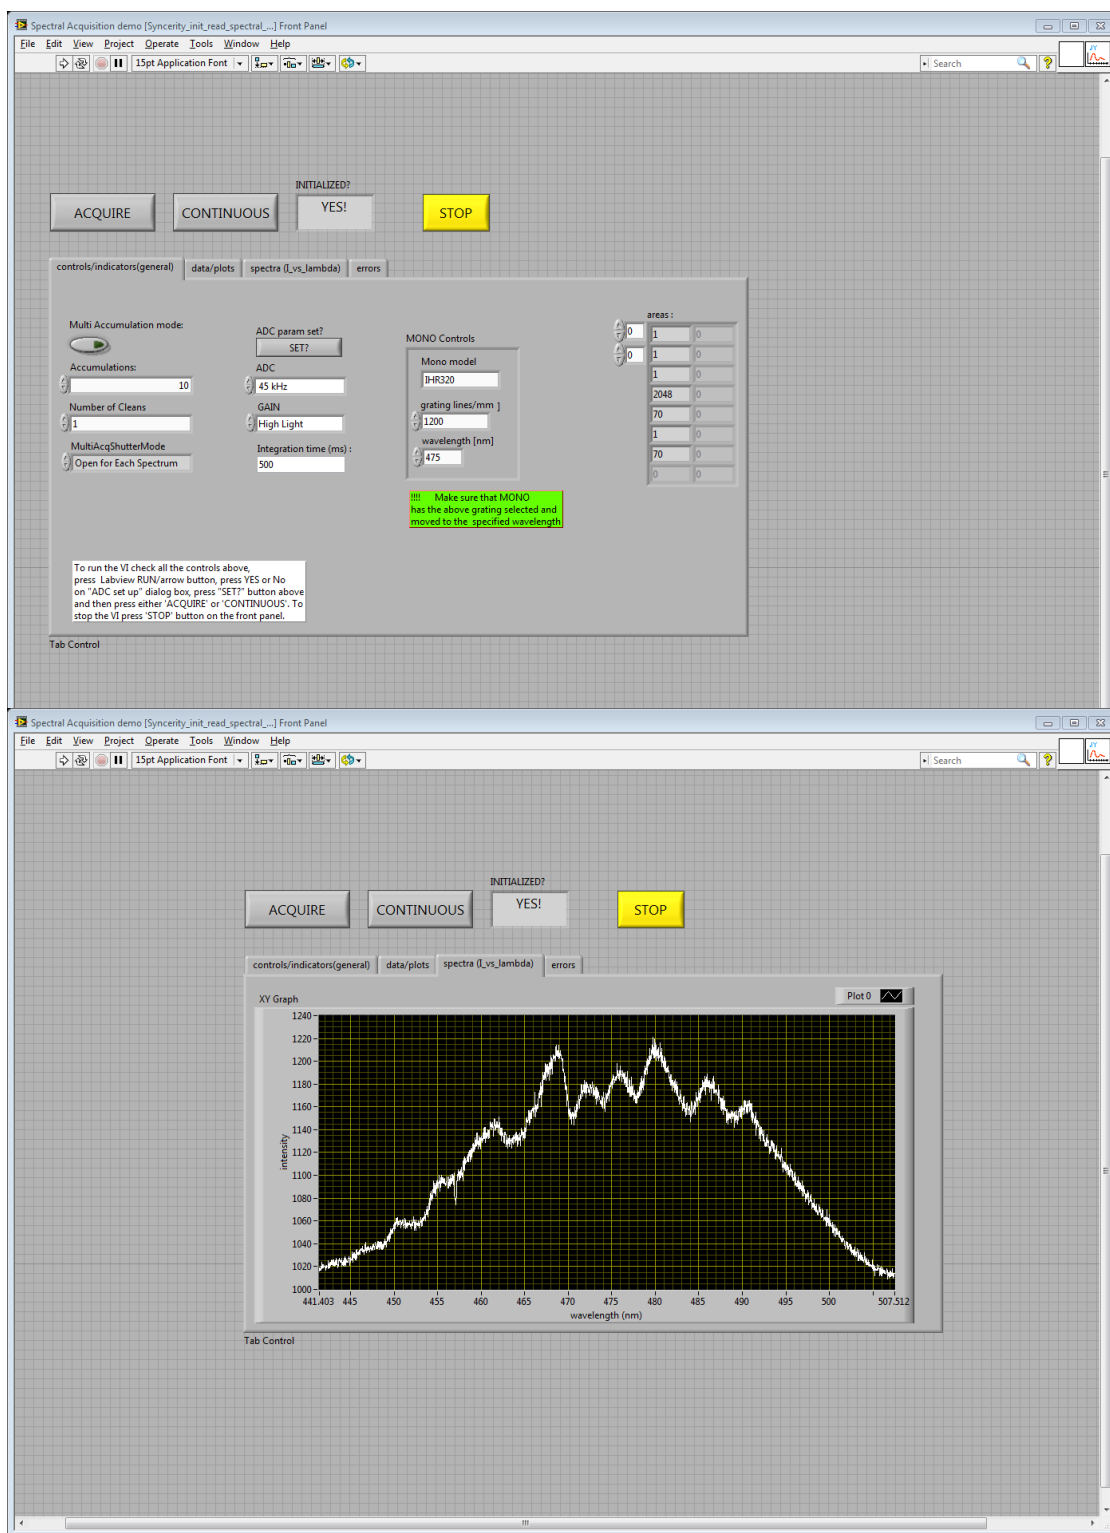 Spectral Acquisition demo [Syncerity_init_read_spectral_...] Front Panel
File Edit View Project Operate Tools Window Help
15pt Application Font
Search
JY
INITIALIZED?
ACQUIRE CONTINUOUS YES! STOP
controls/indicators(general) data/plots spectra (I_vs_lambda) errors
Multi Accumulation mode:
Accumulations:
10
Number of Cleans
1
MultiAcqShutterMode
Open for Each Spectrum
ADC param set?
SET?
ADC
45 kHz
GAIN
High Light
Integration time (ms) :
500
MONO Controls
Mono model
IHR320
grating lines/mm ]
1200
wavelength [nm]
475
!!!! Make sure that MONO
has the above grating selected and
moved to the specified wavelength
areas :
0 1 0
0 1 0
1 0
2048 0
70 0
1 0
70 0
0 0
To run the VI check all the controls above,
press Labview RUN/arrow button, press YES or No
on "ADC set up" dialog box, press "SET?" button above
and then press either 'ACQUIRE' or 'CONTINUOUS'. To
stop the VI press 'STOP' button on the front panel.
Tab Control
Spectral Acquisition demo [Syncerity_init_read_spectral_...] Front Panel
File Edit View Project Operate Tools Window Help
15pt Application Font
Search
JY
INITIALIZED?
ACQUIRE CONTINUOUS YES! STOP
controls/indicators(general) data/plots spectra (I_vs_lambda) errors
XY Graph
Plot 0
1240
1220
1200
1180
1160
1140
1120
1100
1080
1060
1040
1020
1000
intensity
441.403 445 450 455 460 465 470 475 480 485 490 495 500 507.512
wavelength (nm)
Tab Control